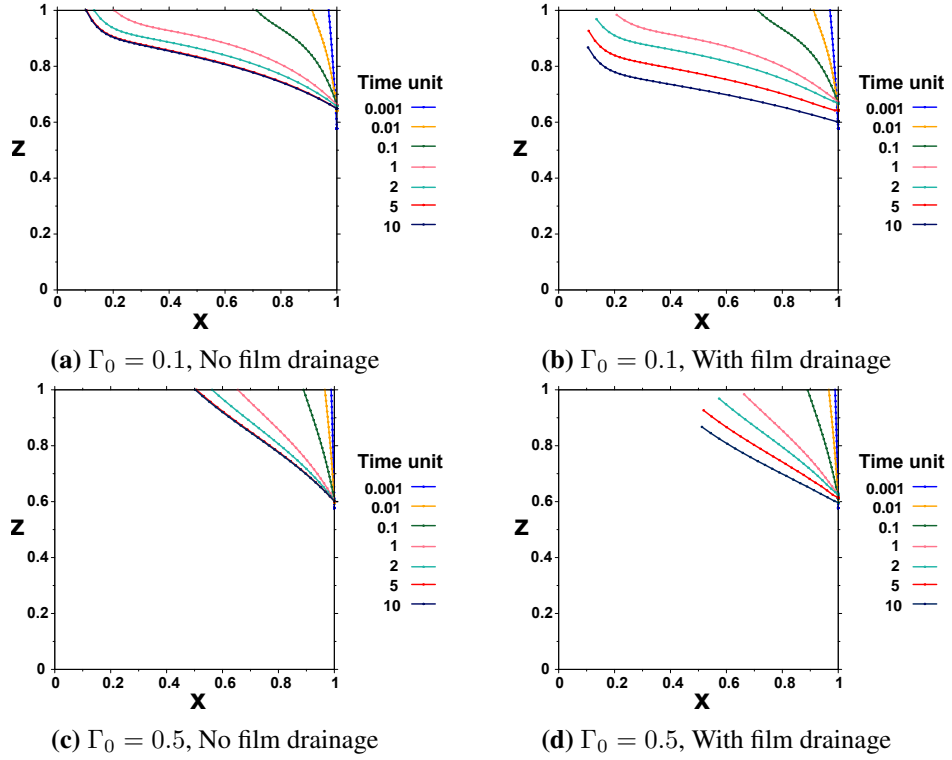 1
0.8
0.6
z
0.4
0.2
0
0 0.2 0.4 0.6 0.8 1
x
Time unit
0.001
0.01
0.1
1
2
5
10
(a) Γ₀ = 0.1, No film drainage
1
0.8
0.6
z
0.4
0.2
0
0 0.2 0.4 0.6 0.8 1
x
Time unit
0.001
0.01
0.1
1
2
5
10
(b) Γ₀ = 0.1, With film drainage
1
0.8
0.6
z
0.4
0.2
0
0 0.2 0.4 0.6 0.8 1
x
Time unit
0.001
0.01
0.1
1
2
5
10
(c) Γ₀ = 0.5, No film drainage
1
0.8
0.6
z
0.4
0.2
0
0 0.2 0.4 0.6 0.8 1
x
Time unit
0.001
0.01
0.1
1
2
5
10
(d) Γ₀ = 0.5, With film drainage